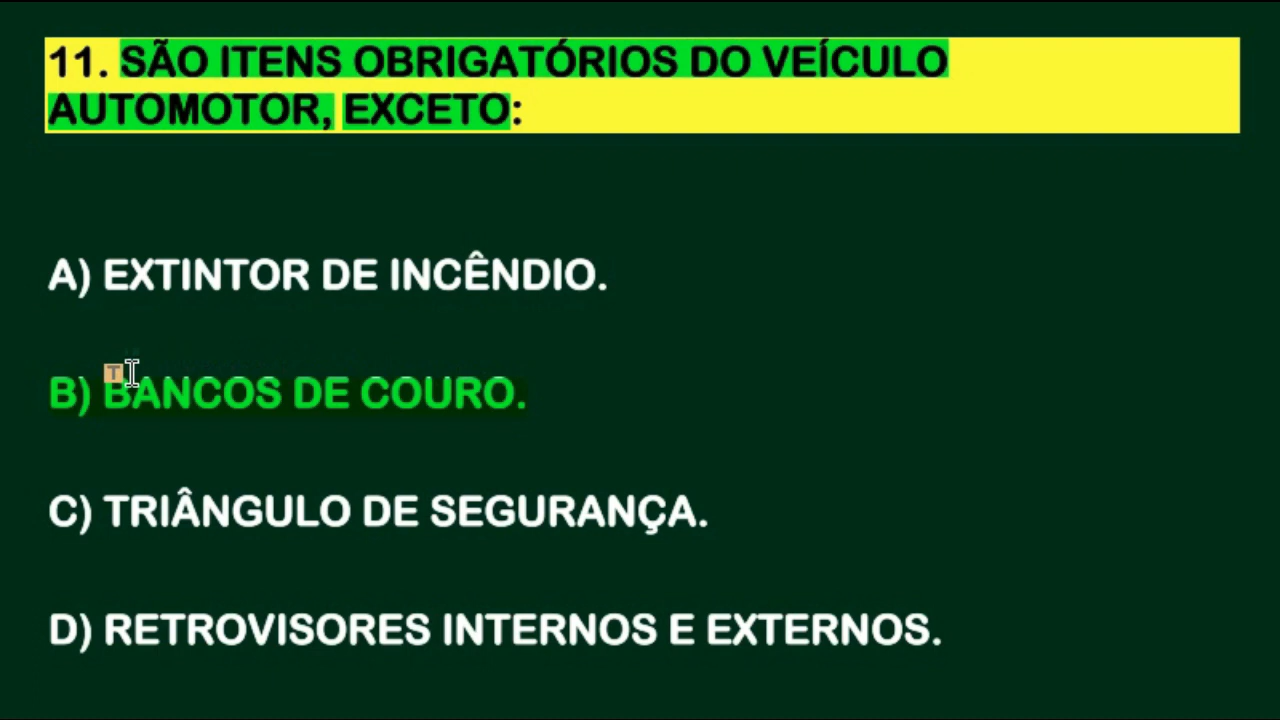 11. SÃO ITENS OBRIGATÓRIOS DO VEÍCULO
AUTOMOTOR, EXCETO:
A) EXTINTOR DE INCÊNDIO.
T
B) BANCOS DE COURO.
C) TRIÂNGULO DE SEGURANÇA.
D) RETROVISORES INTERNOS E EXTERNOS.